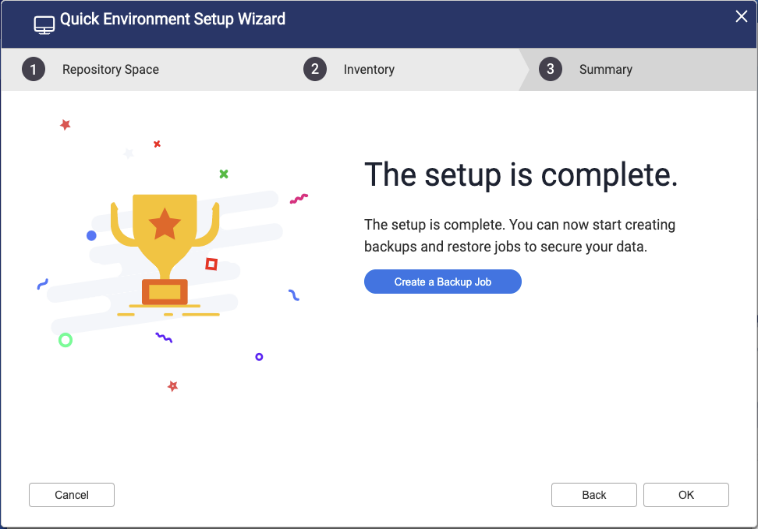 Quick Environment Setup Wizard
1 Repository Space 2 Inventory 3 Summary
The setup is complete.
The setup is complete. You can now start creating
backups and restore jobs to secure your data.
Create a Backup Job
Cancel Back OK